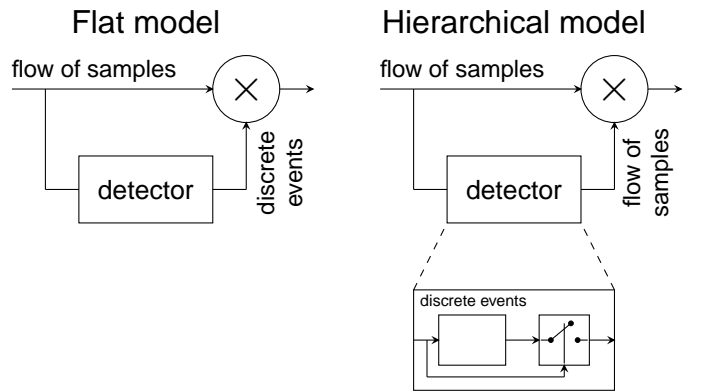 Flat model
flow of samples
detector
discrete
events
Hierarchical model
flow of samples
detector
flow of
samples
discrete events